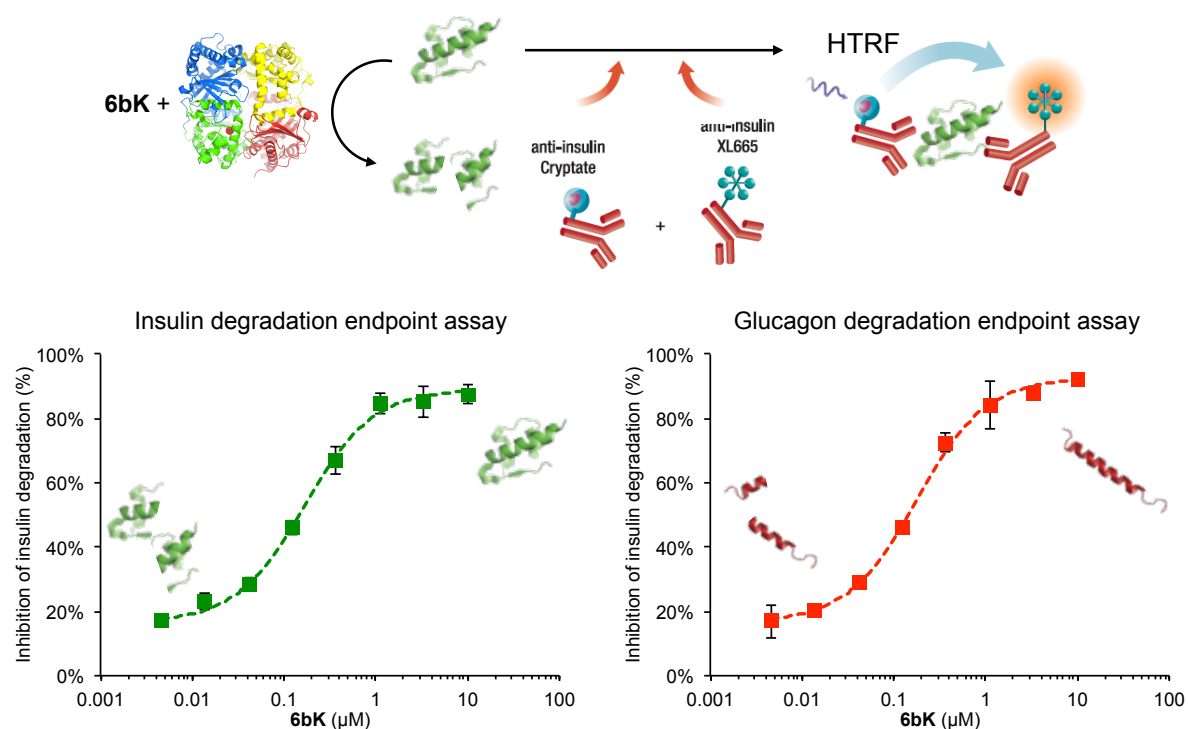 HTRF
6bK +
anti-insulin
Cryptate
anti-insulin
XL665
+
Insulin degradation endpoint assay
Inhibition of insulin degradation (%)
100%
80%
60%
40%
20%
0%
0.001
0.01
0.1
1
10
100
6bK (µM)
Glucagon degradation endpoint assay
Inhibition of insulin degradation (%)
100%
80%
60%
40%
20%
0%
0.001
0.01
0.1
1
10
100
6bK (µM)